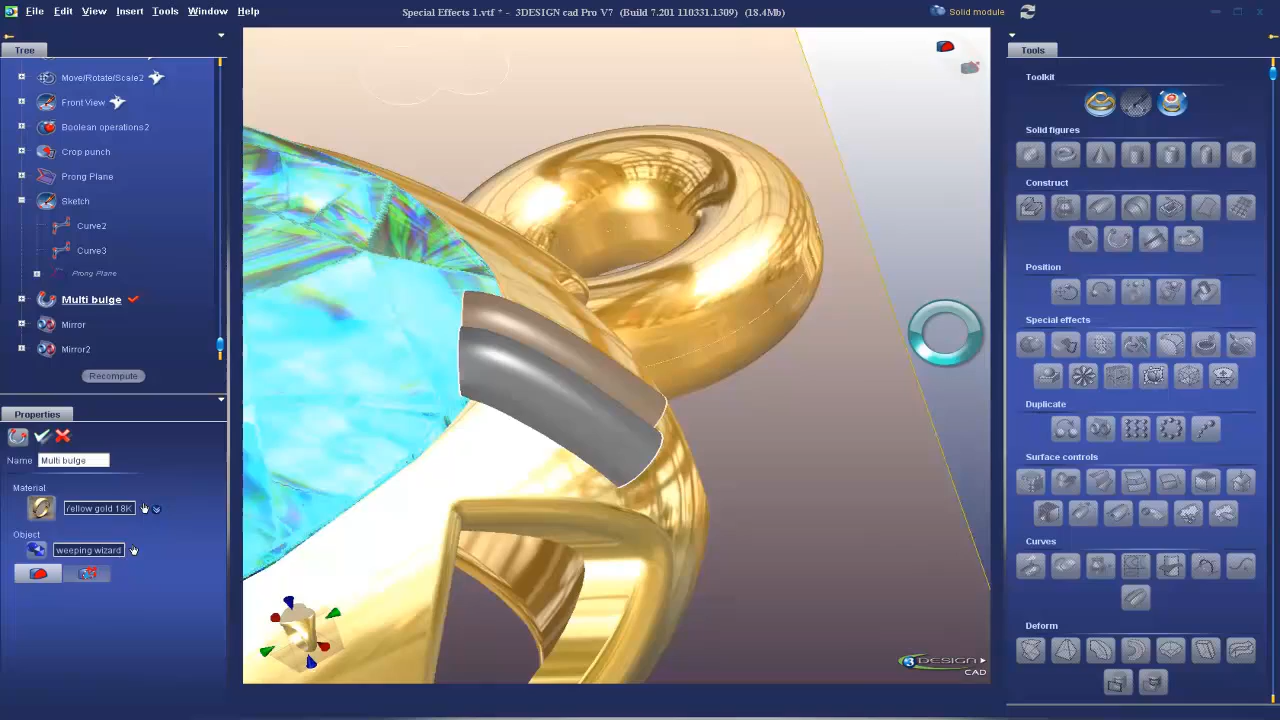 File Edit View Insert Tools Window Help
Special Effects 1.vtf * - 3DESIGN cad Pro V7 (Build 7.201 110331.1309) (18.4Mb)
Solid module
Tree
Move/Rotate/Scale2
Front View
Boolean operations2
Crop punch
Prong Plane
Sketch
Curve2
Curve3
Prong Plane
Multi bulge
Mirror
Mirror2
Recompute
Properties
Name Multi bulge
Material
Yellow gold 18K
Object
weeping wizard
3DESIGN
CAD
Tools
Toolkit
Solid figures
Construct
Position
Special effects
Duplicate
Surface controls
Curves
Deform